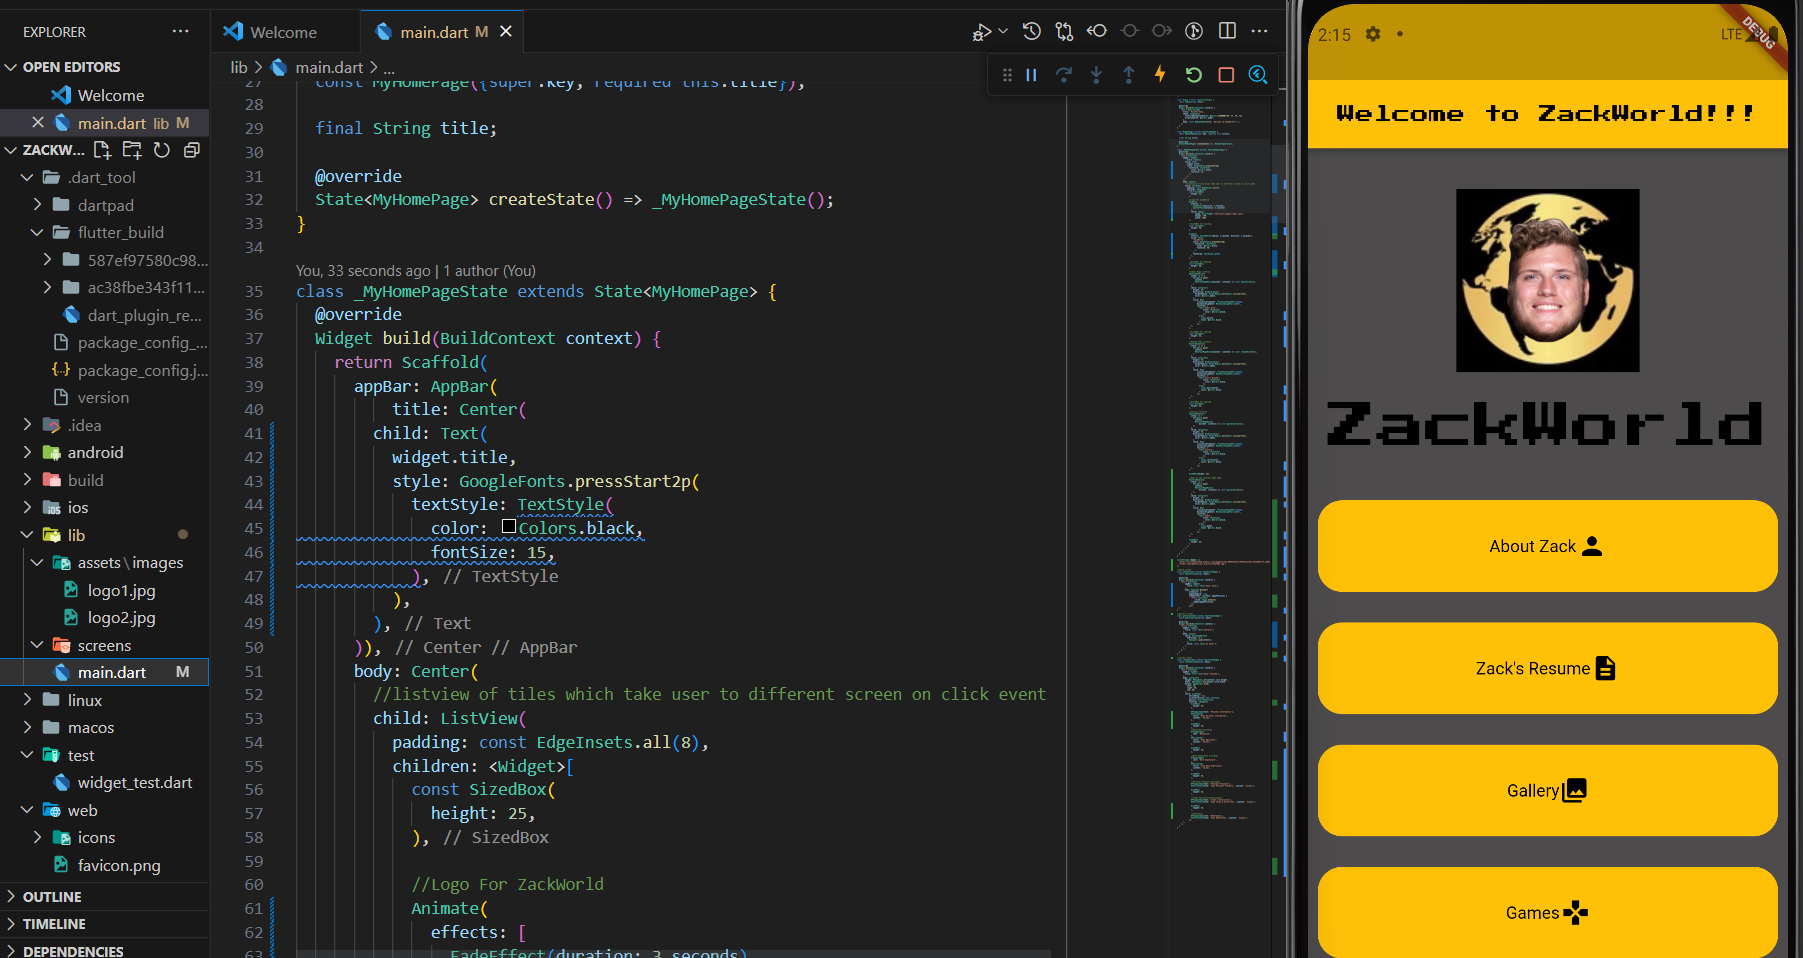 EXPLORER
OPEN EDITORS
Welcome
main.dart lib M
ZACKW...
.dart_tool
dartpad
flutter_build
587ef97580c98...
ac38fbe343f11...
dart_plugin_re...
package_config_...
package_config.j...
version
.idea
android
build
ios
lib
assets\images
logo1.jpg
logo2.jpg
screens
main.dart M
linux
macos
test
widget_test.dart
web
icons
favicon.png
OUTLINE
TIMELINE
DEPENDENCIES
Welcome
main.dart M
lib > main.dart > ...
27 const MyHomePage({super.key, required this.title});
28
29 final String title;
30
31 @override
32 State<MyHomePage> createState() => _MyHomePageState();
33 }
34
You, 33 seconds ago | 1 author (You)
35 class _MyHomePageState extends State<MyHomePage> {
36 @override
37 Widget build(BuildContext context) {
38 return Scaffold(
39 appBar: AppBar(
40 title: Center(
41 child: Text(
42 widget.title,
43 style: GoogleFonts.pressStart2p(
44 textStyle: TextStyle(
45 color: Colors.black,
46 fontSize: 15,
47 ), // TextStyle
48 ),
49 ), // Text
50 )), // Center // AppBar
51 body: Center(
52 //listview of tiles which take user to different screen on click event
53 child: ListView(
54 padding: const EdgeInsets.all(8),
55 children: <Widget>[
56 const SizedBox(
57 height: 25,
58 ), // SizedBox
59
60 //Logo For ZackWorld
61 Animate(
62 effects: [
63 FadeEffect(duration: 3.seconds)
2:15
LTE
DEBUG
Welcome to ZackWorld!!!
ZackWorld
About Zack
Zack's Resume
Gallery
Games